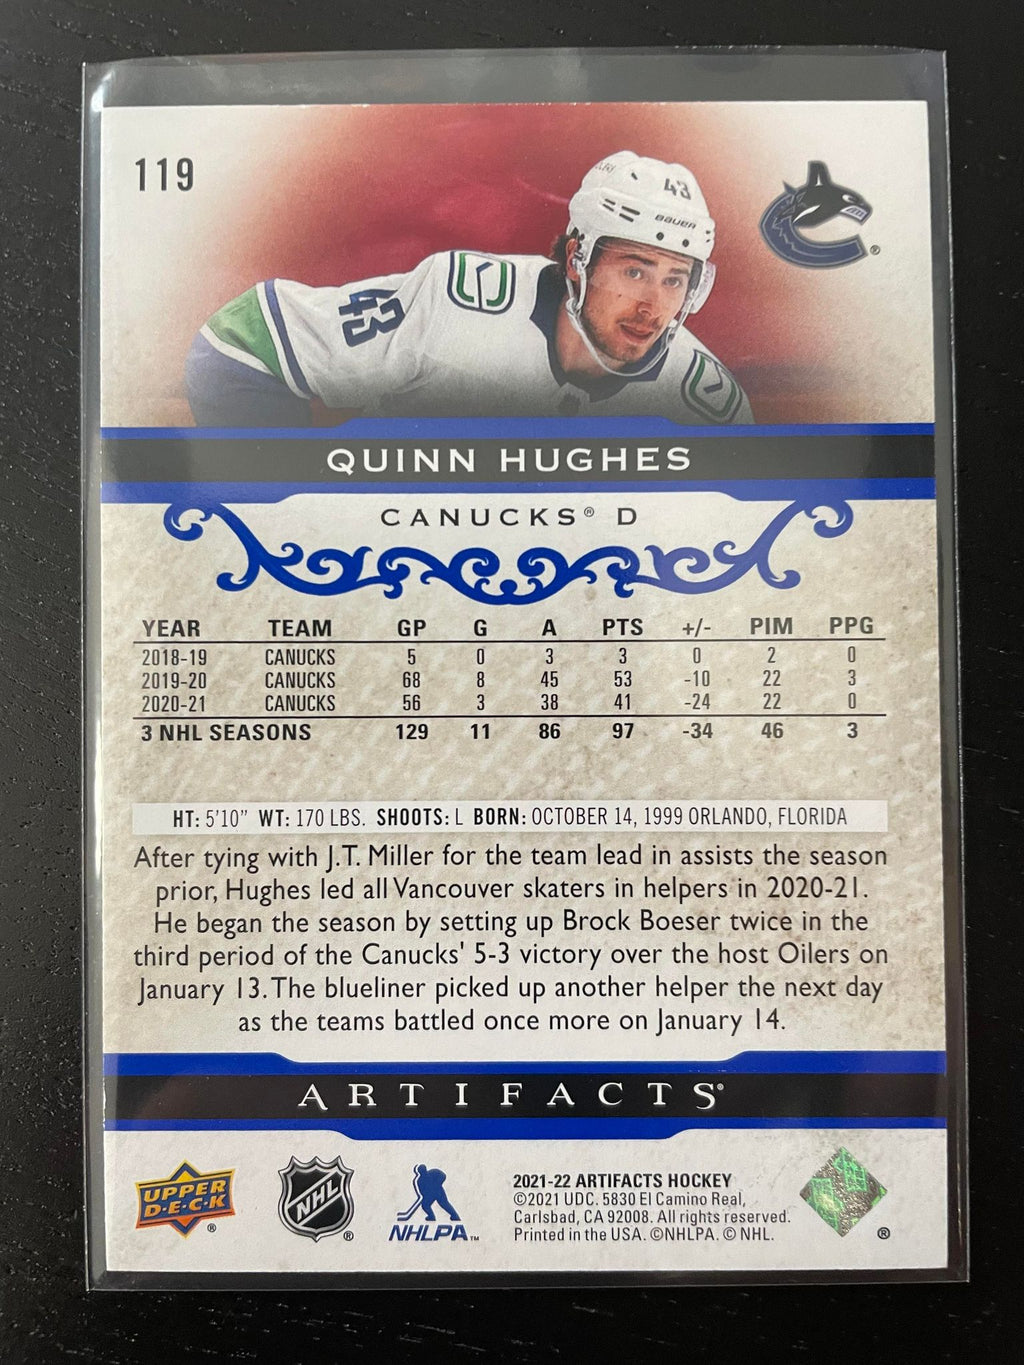 119
43
BAUER
43
QUINN HUGHES
CANUCKS® D
YEAR TEAM GP G A PTS +/- PIM PPG
2018-19 CANUCKS 5 0 3 3 0 2 0
2019-20 CANUCKS 68 8 45 53 -10 22 3
2020-21 CANUCKS 56 3 38 41 -24 22 0
3 NHL SEASONS 129 11 86 97 -34 46 3
HT: 5'10" WT: 170 LBS. SHOOTS: L BORN: OCTOBER 14, 1999 ORLANDO, FLORIDA
After tying with J.T. Miller for the team lead in assists the season
prior, Hughes led all Vancouver skaters in helpers in 2020-21.
He began the season by setting up Brock Boeser twice in the
third period of the Canucks' 5-3 victory over the host Oilers on
January 13. The blueliner picked up another helper the next day
as the teams battled once more on January 14.
ARTIFACTS®
UPPER
D·E·C·K
®
NHL
®
NHLPA™
2021-22 ARTIFACTS HOCKEY
©2021 UDC. 5830 El Camino Real,
Carlsbad, CA 92008. All rights reserved.
Printed in the USA. ©NHLPA. © NHL.
®